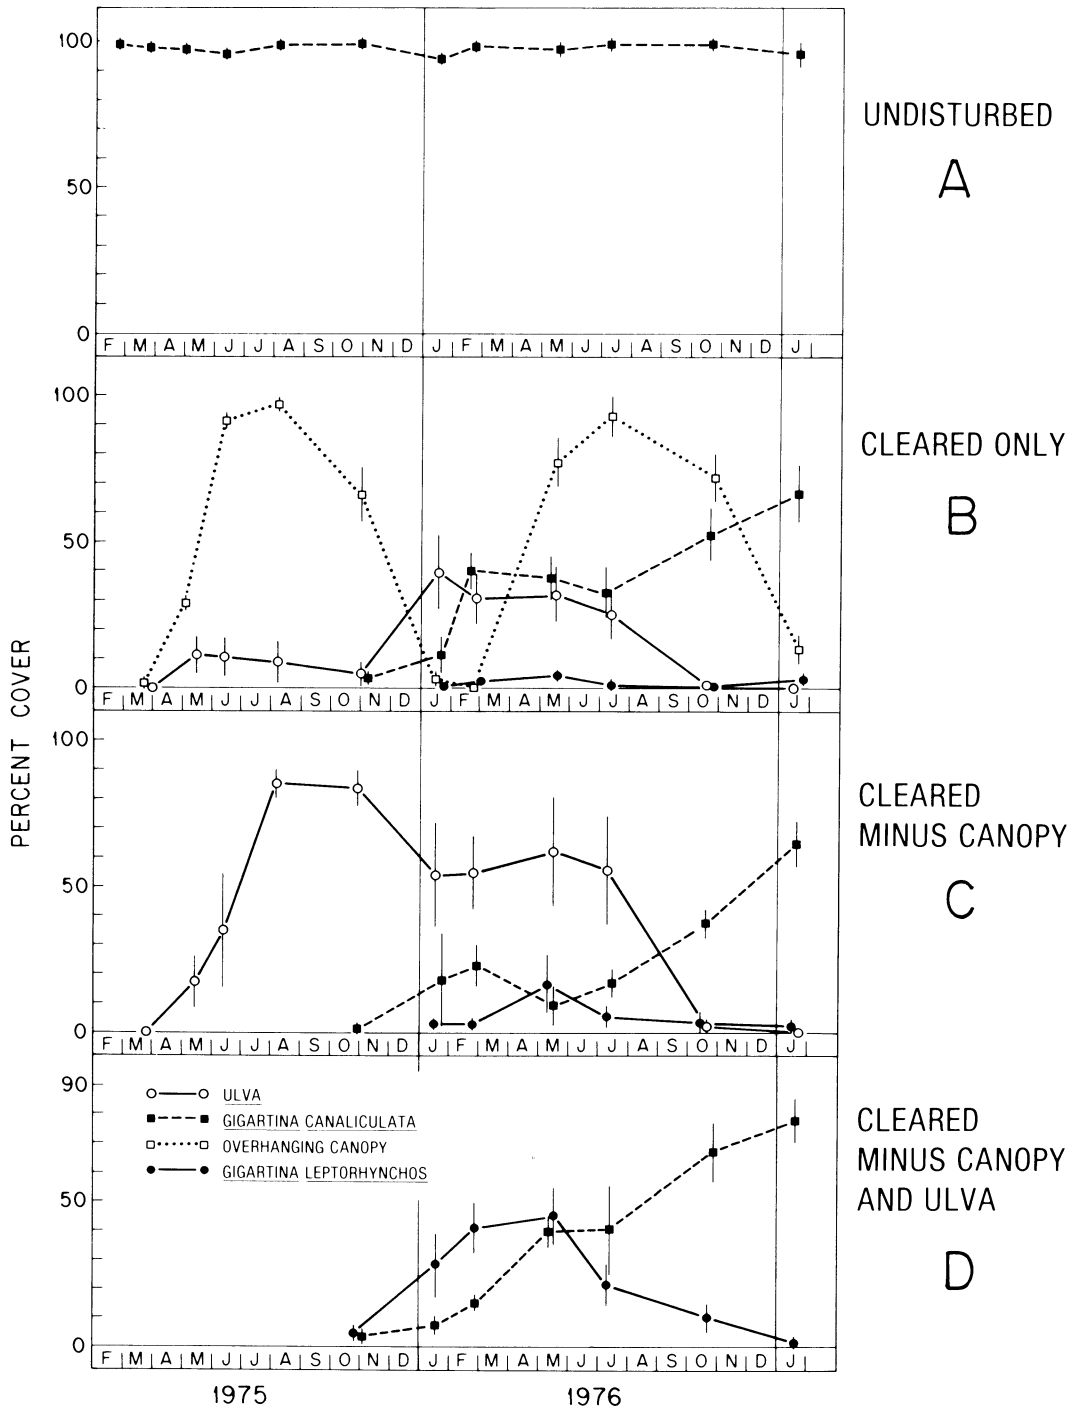 100
50
0
F M A M J J A S O N D J F M A M J J A S O N D J
UNDISTURBED
A
100
50
0
F M A M J J A S O N D J F M A M J J A S O N D J
CLEARED ONLY
B
PERCENT COVER
100
50
0
F M A M J J A S O N D J F M A M J J A S O N D J
CLEARED
MINUS CANOPY
C
90
50
0
ULVA
GIGARTINA CANALICULATA
OVERHANGING CANOPY
GIGARTINA LEPTORHYNCHOS
F M A M J J A S O N D J F M A M J J A S O N D J
1975 1976
CLEARED
MINUS CANOPY
AND ULVA
D